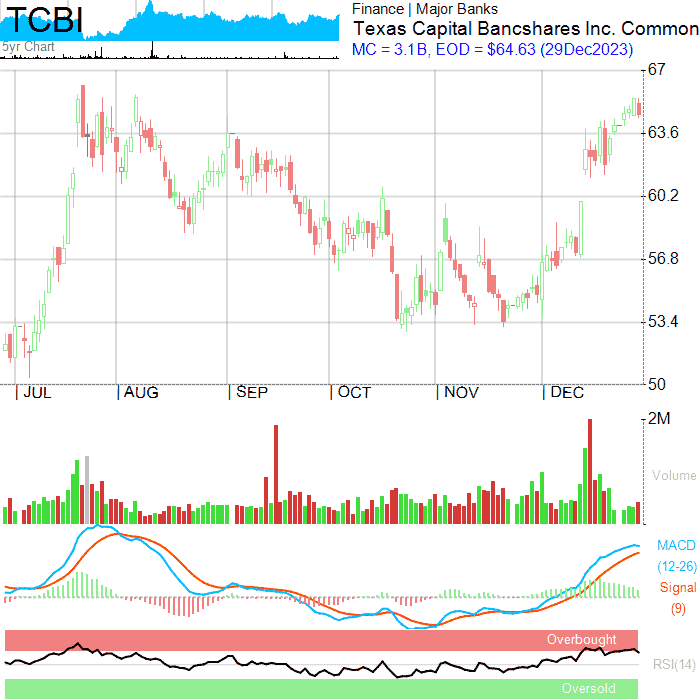 TCBI
5yr Chart
Finance | Major Banks
Texas Capital Bancshares Inc. Common
MC = 3.1B, EOD = $64.63 (29Dec2023)
67
63.6
60.2
56.8
53.4
50
JUL AUG SEP OCT NOV DEC
2M
Volume
MACD
(12-26)
Signal
(9)
Overbought
RSI(14)
Oversold